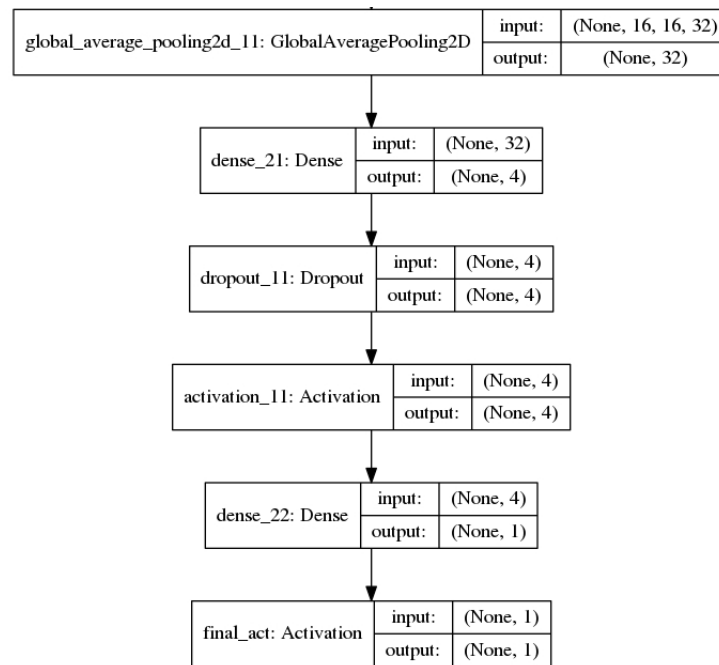 global_average_pooling2d_11: GlobalAveragePooling2D
input: (None, 16, 16, 32)
output: (None, 32)
dense_21: Dense
input: (None, 32)
output: (None, 4)
dropout_11: Dropout
input: (None, 4)
output: (None, 4)
activation_11: Activation
input: (None, 4)
output: (None, 4)
dense_22: Dense
input: (None, 4)
output: (None, 1)
final_act: Activation
input: (None, 1)
output: (None, 1)